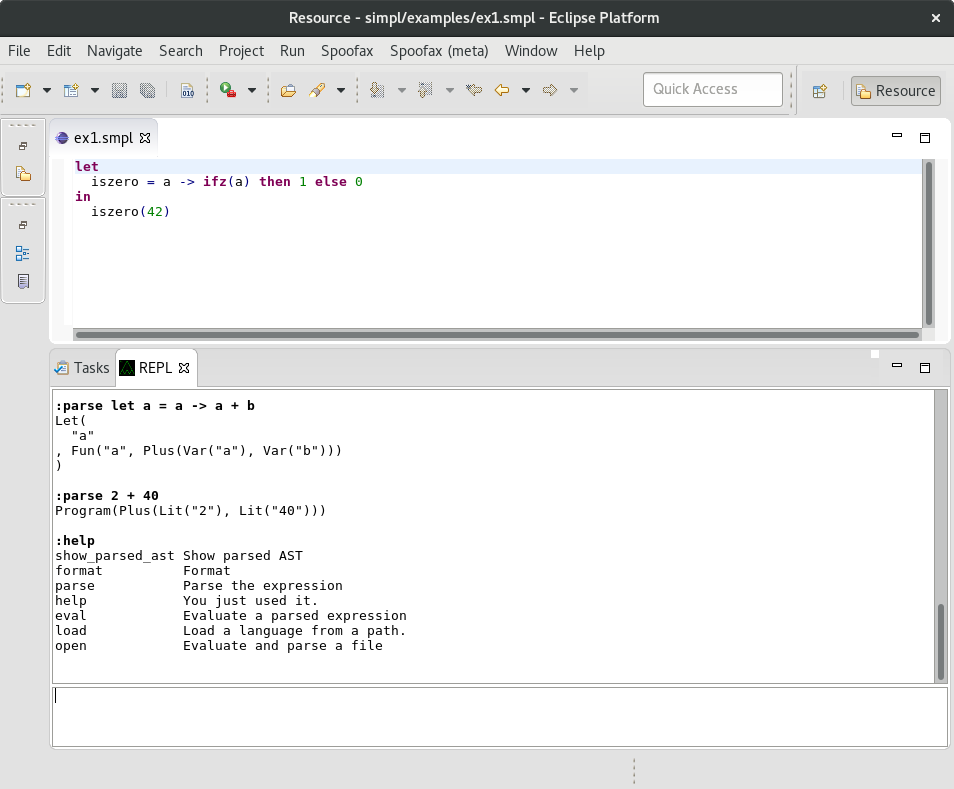 Resource - simpl/examples/ex1.smpl - Eclipse Platform
File Edit Navigate Search Project Run Spoofax Spoofax (meta) Window Help
010
Quick Access
Resource
ex1.smpl
let
  iszero = a -> ifz(a) then 1 else 0
in
  iszero(42)
Tasks
REPL
:parse let a = a -> a + b
Let(
  "a"
, Fun("a", Plus(Var("a"), Var("b")))
)
:parse 2 + 40
Program(Plus(Lit("2"), Lit("40")))
:help
show_parsed_ast Show parsed AST
format          Format
parse           Parse the expression
help            You just used it.
eval            Evaluate a parsed expression
load            Load a language from a path.
open            Evaluate and parse a file